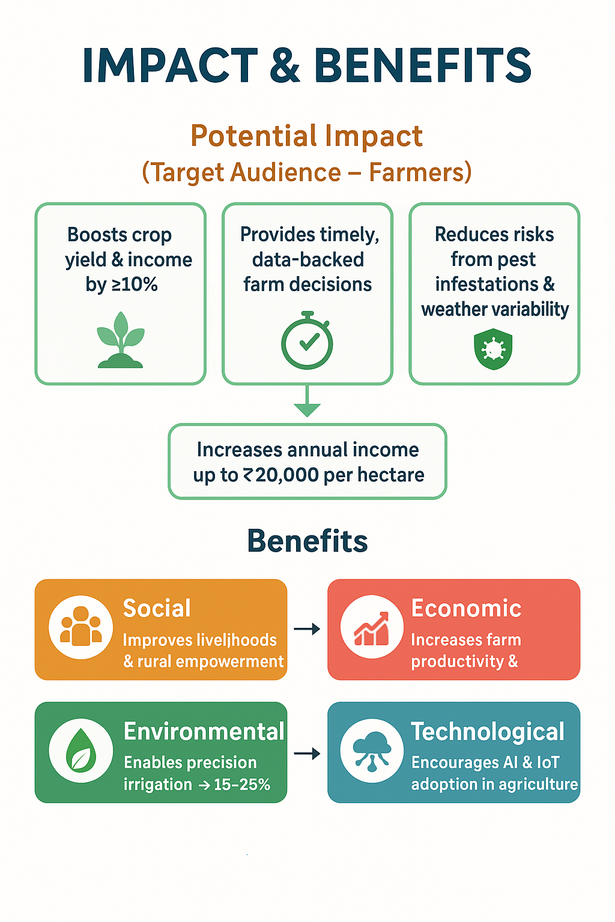 IMPACT & BENEFITS
Potential Impact
(Target Audience – Farmers)
Boosts crop
yield & income
by ≥10%
Provides timely,
data-backed
farm decisions
Reduces risks
from pest
infestations &
weather variability
Increases annual income
up to ₹20,000 per hectare
Benefits
Social
Improves liveljhoods
& rural empowerment
Economic
Increases farm
productivity &
Environmental
Enables precision
irrigation → 15–25%
Technological
Encourages AI & IoT
adoption in agriculture